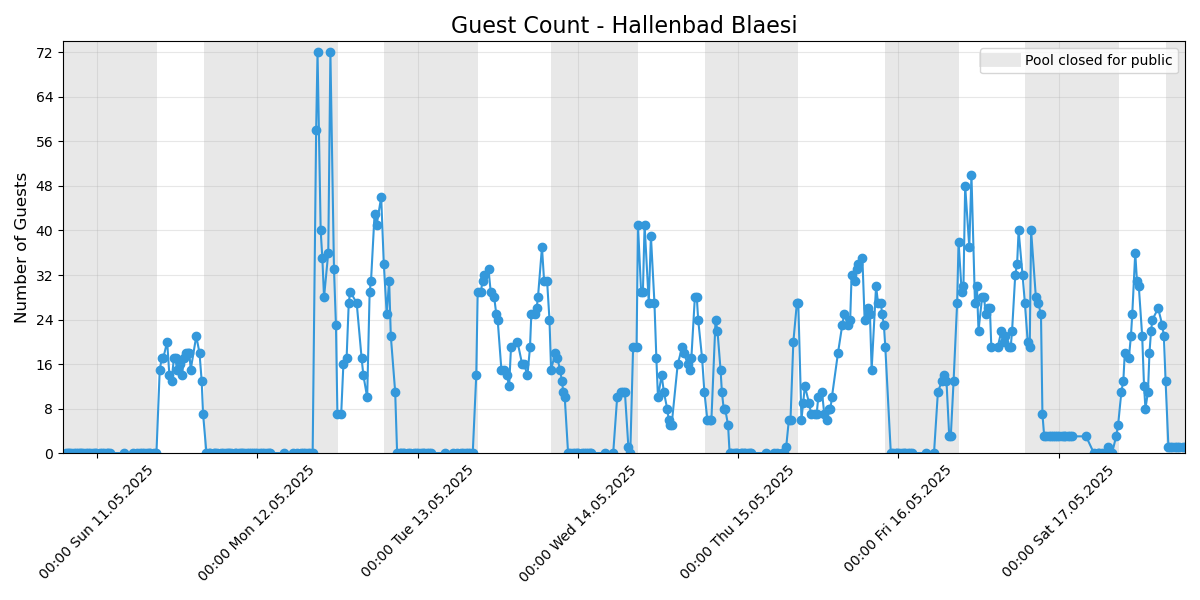 Guest Count - Hallenbad Blaesi
Pool closed for public
Number of Guests
72
64
56
48
40
32
24
16
8
0
00:00 Sun 11.05.2025
00:00 Mon 12.05.2025
00:00 Tue 13.05.2025
00:00 Wed 14.05.2025
00:00 Thu 15.05.2025
00:00 Fri 16.05.2025
00:00 Sat 17.05.2025